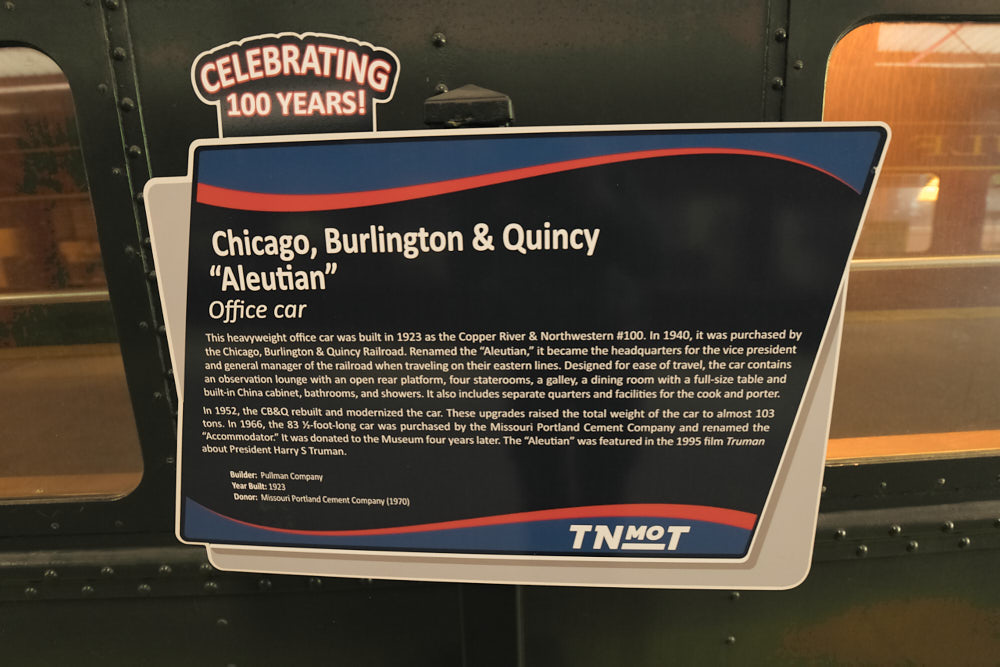 CELEBRATING
100 YEARS!
Chicago, Burlington & Quincy
“Aleutian”
Office car
This heavyweight office car was built in 1923 as the Copper River & Northwestern #100. In 1940, it was purchased by
the Chicago, Burlington & Quincy Railroad. Renamed the “Aleutian,” it became the headquarters for the vice president
and general manager of the railroad when traveling on their eastern lines. Designed for ease of travel, the car contains
an observation lounge with an open rear platform, four staterooms, a galley, a dining room with a full-size table and
built-in China cabinet, bathrooms, and showers. It also includes separate quarters and facilities for the cook and porter.
In 1952, the CB&Q rebuilt and modernized the car. These upgrades raised the total weight of the car to almost 103
tons. In 1966, the 83 ½-foot-long car was purchased by the Missouri Portland Cement Company and renamed the
“Accommodator.” It was donated to the Museum four years later. The “Aleutian” was featured in the 1995 film Truman
about President Harry S Truman.
Builder: Pullman Company
Year Built: 1923
Donor: Missouri Portland Cement Company (1970)
TNMOT